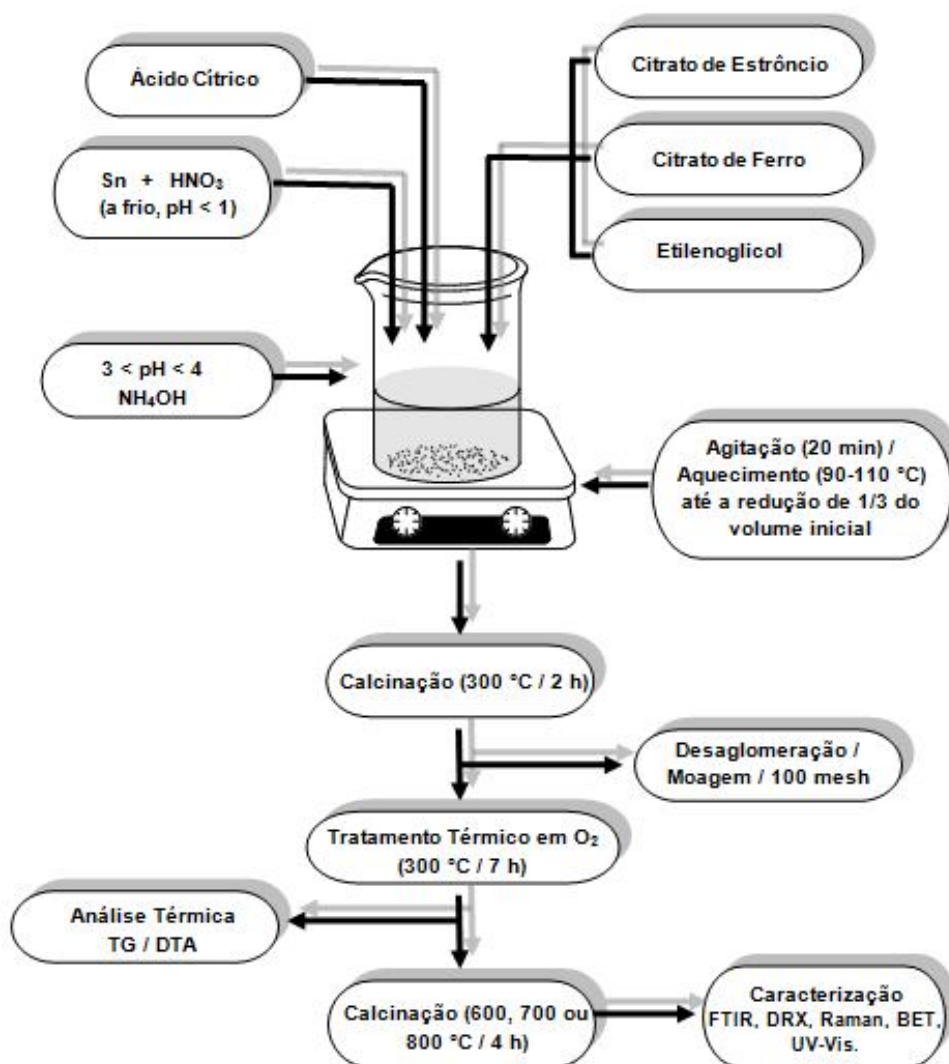 Ácido Cítrico
Sn + HNO₃
(a frio, pH < 1)
Citrato de Estrôncio
Citrato de Ferro
Etilenoglicol
3 < pH < 4
NH₄OH
Agitação (20 min) /
Aquecimento (90-110 °C)
até a redução de 1/3 do
volume inicial
Calcinação (300 °C / 2 h)
Desaglomeração /
Moagem / 100 mesh
Tratamento Térmico em O₂
(300 °C / 7 h)
Análise Térmica
TG / DTA
Calcinação (600, 700 ou
800 °C / 4 h)
Caracterização
FTIR, DRX, Raman, BET,
UV-Vis.